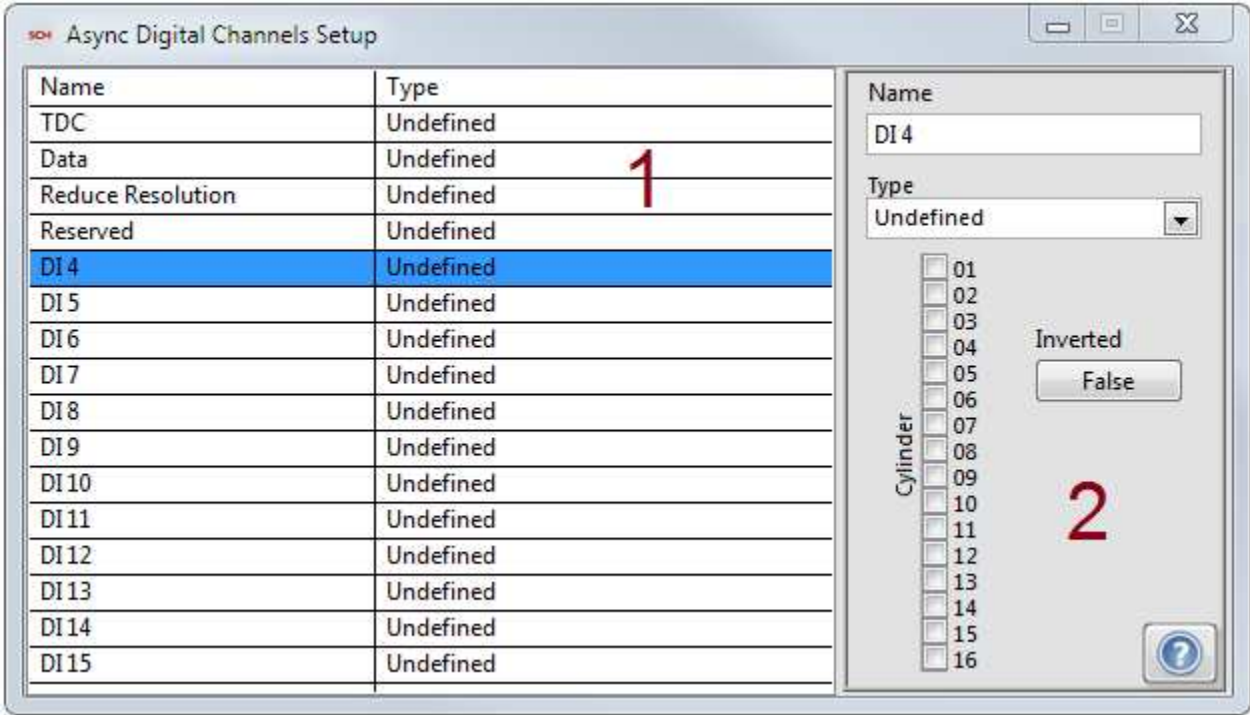 SCH Async Digital Channels Setup
Name Type
TDC Undefined
Data Undefined
Reduce Resolution Undefined
Reserved Undefined
DI 4 Undefined
DI 5 Undefined
DI 6 Undefined
DI 7 Undefined
DI 8 Undefined
DI 9 Undefined
DI 10 Undefined
DI 11 Undefined
DI 12 Undefined
DI 13 Undefined
DI 14 Undefined
DI 15 Undefined
1
Name
DI 4
Type
Undefined
Cylinder
01
02
03
04
05
06
07
08
09
10
11
12
13
14
15
16
Inverted
False
2
?